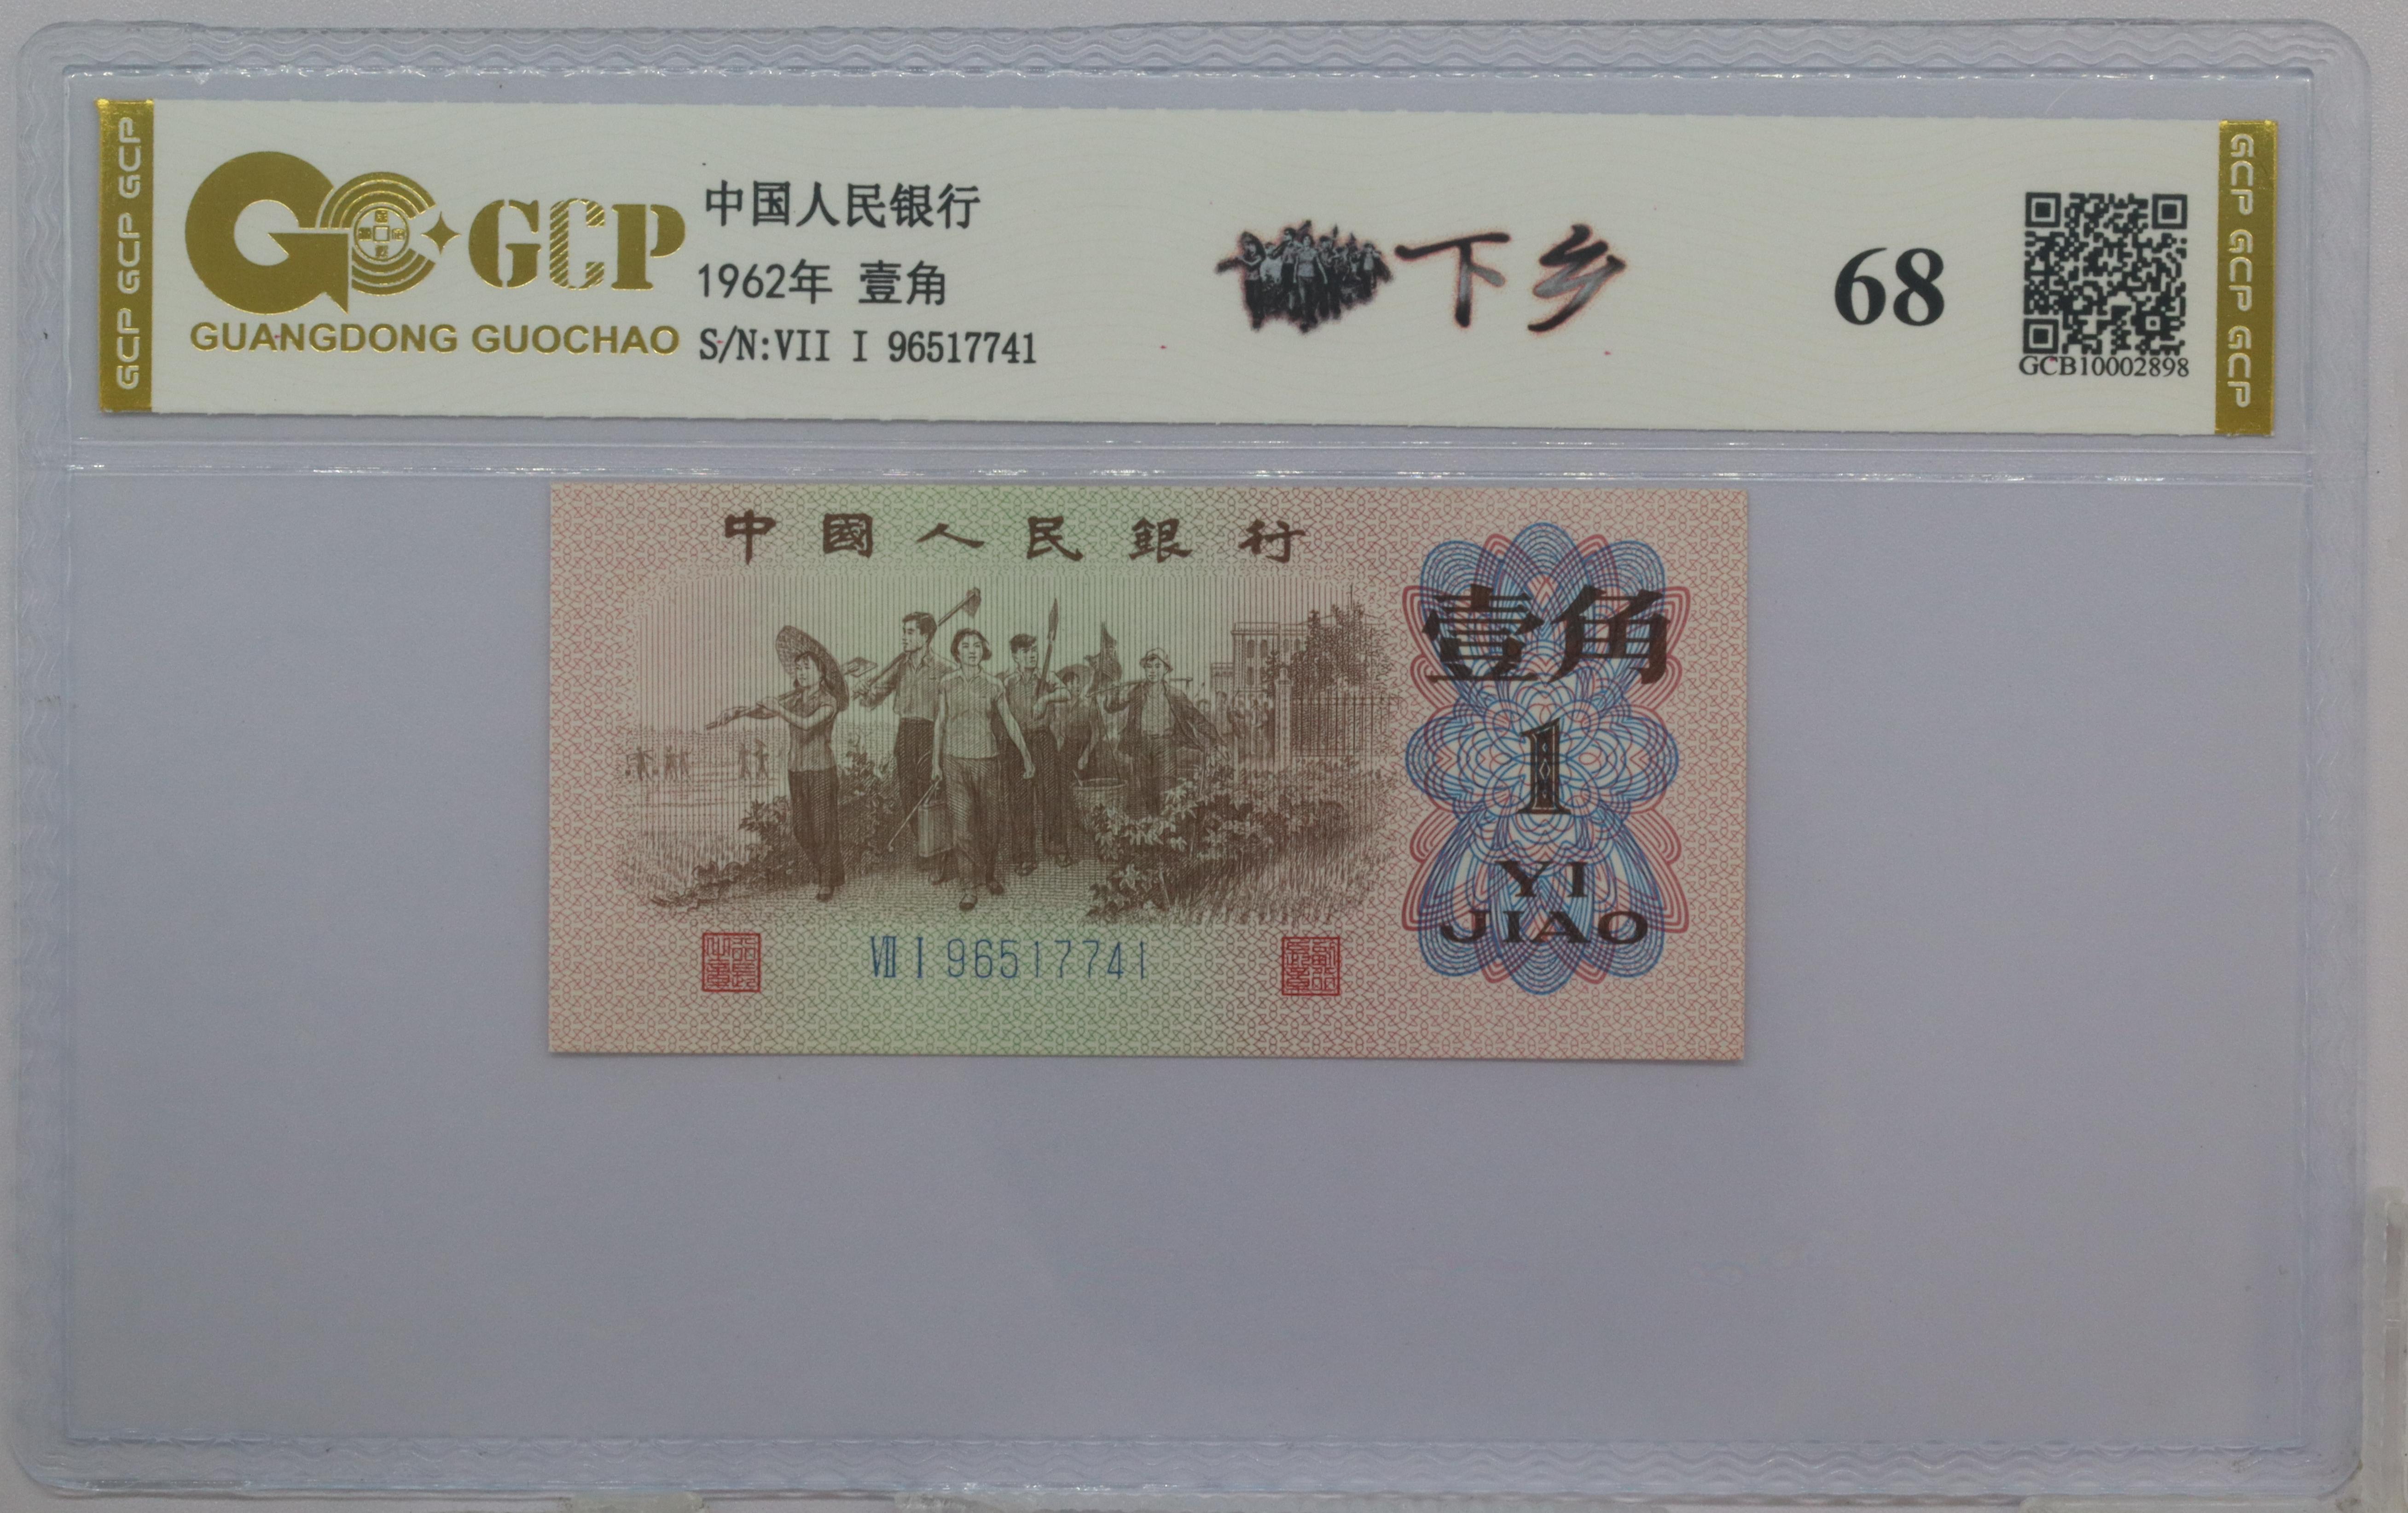 GCP GCP GCP
GCP
GUANGDONG GUOCHAO
中国人民银行
1962年 壹角
S/N:VII I 96517741
下乡
68
GCB10002898
GCP GCP GCP
中國人民銀行
壹角
1
YI
JIAO
VII I 96517741